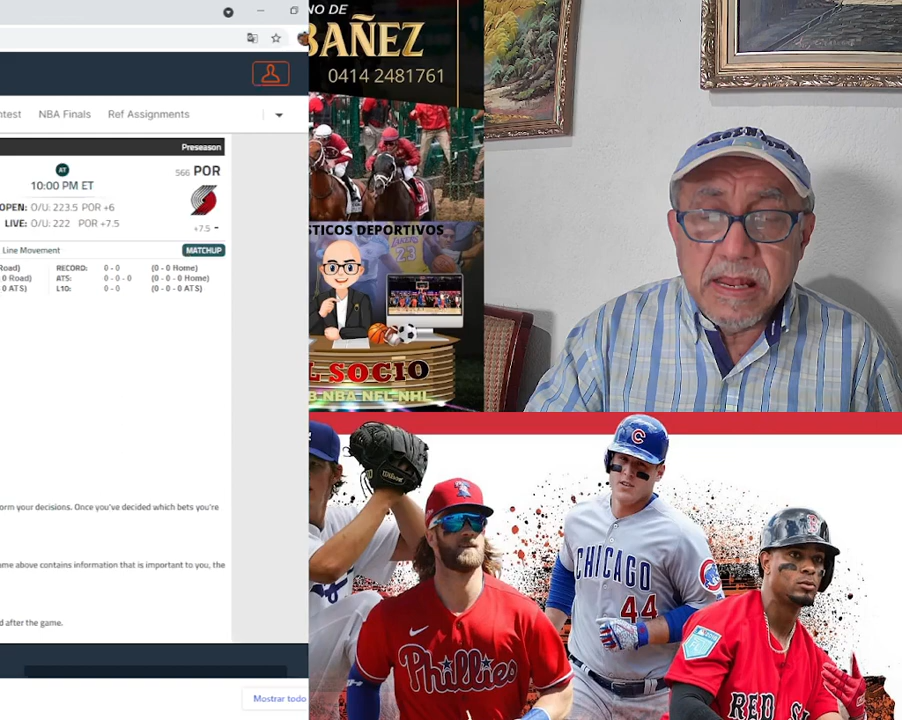 ntest NBA Finals Ref Assignments
Preseason
AT
566 POR
10:00 PM ET
OPEN: O/U: 223.5 POR +6
LIVE: O/U: 222 POR +7.5
+7.5 -
Line Movement
MATCHUP
Road) RECORD: 0 - 0 (0 - 0 Home)
0 Road) ATS: 0 - 0 - 0 (0 - 0 - 0 Home)
0 ATS) L10: 0 - 0 (0 - 0 - 0 ATS)
orm your decisions. Once you've decided which bets you're
ome above contains information that is important to you, the
d after the game.
Mostrar todo
NO DE
BAÑEZ
0414 2481761
STICOS DEPORTIVOS
23
L SOCIO
B NBA NFL NHL
C
Wilson
P
CHICAGO
44
C
Phillies
RED S